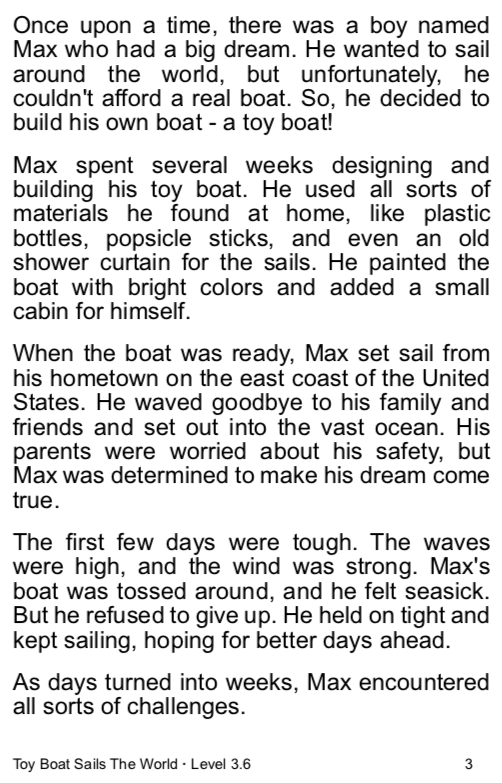 Once upon a time, there was a boy named
Max who had a big dream. He wanted to sail
around the world, but unfortunately, he
couldn't afford a real boat. So, he decided to
build his own boat - a toy boat!
Max spent several weeks designing and
building his toy boat. He used all sorts of
materials he found at home, like plastic
bottles, popsicle sticks, and even an old
shower curtain for the sails. He painted the
boat with bright colors and added a small
cabin for himself.
When the boat was ready, Max set sail from
his hometown on the east coast of the United
States. He waved goodbye to his family and
friends and set out into the vast ocean. His
parents were worried about his safety, but
Max was determined to make his dream come
true.
The first few days were tough. The waves
were high, and the wind was strong. Max's
boat was tossed around, and he felt seasick.
But he refused to give up. He held on tight and
kept sailing, hoping for better days ahead.
As days turned into weeks, Max encountered
all sorts of challenges.
Toy Boat Sails The World · Level 3.6 3